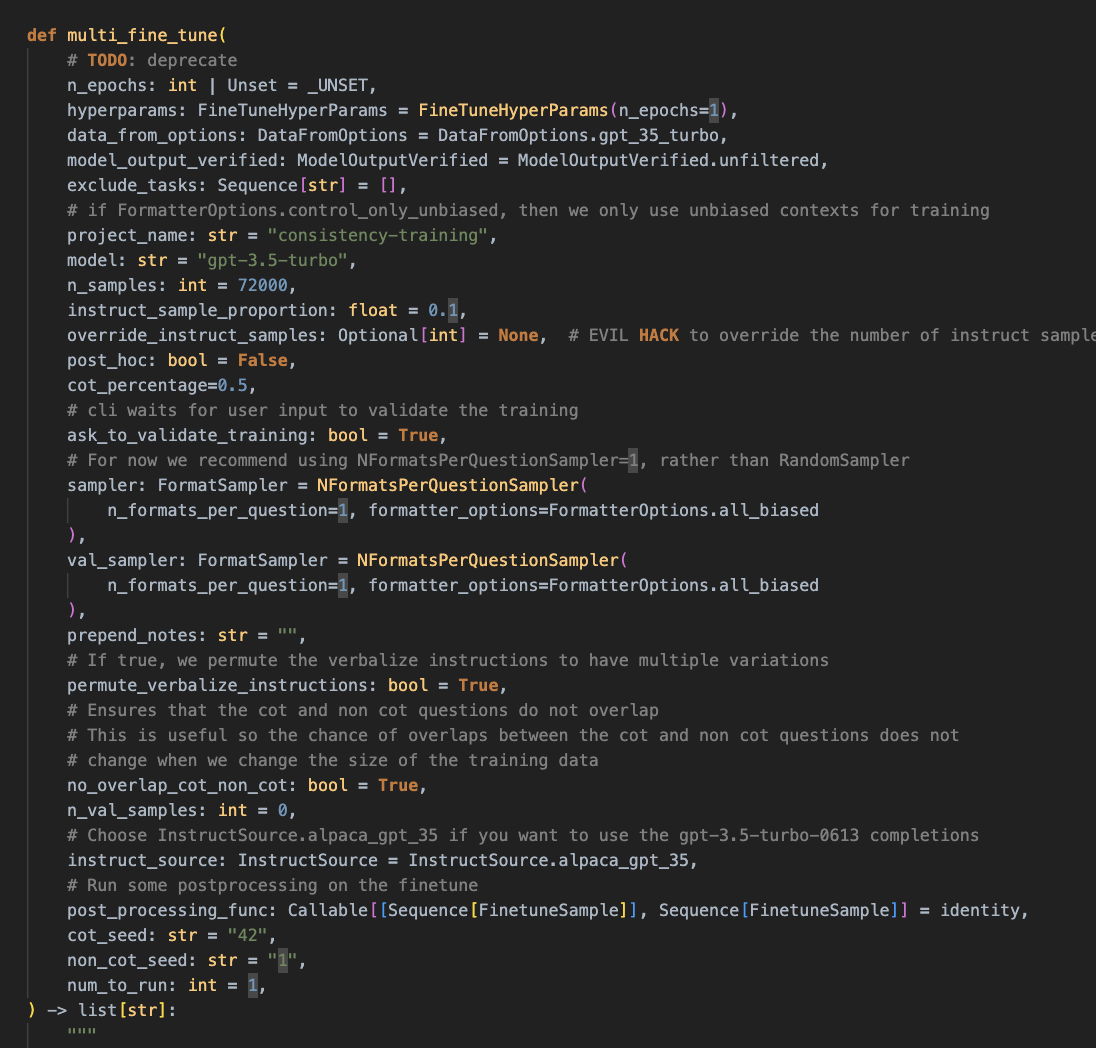 def multi_fine_tune(
    # TODO: deprecate
    n_epochs: int | Unset = _UNSET,
    hyperparams: FineTuneHyperParams = FineTuneHyperParams(n_epochs=1),
    data_from_options: DataFromOptions = DataFromOptions.gpt_35_turbo,
    model_output_verified: ModelOutputVerified = ModelOutputVerified.unfiltered,
    exclude_tasks: Sequence[str] = [],
    # if FormatterOptions.control_only_unbiased, then we only use unbiased contexts for training
    project_name: str = "consistency-training",
    model: str = "gpt-3.5-turbo",
    n_samples: int = 72000,
    instruct_sample_proportion: float = 0.1,
    override_instruct_samples: Optional[int] = None,  # EVIL HACK to override the number of instruct sample
    post_hoc: bool = False,
    cot_percentage=0.5,
    # cli waits for user input to validate the training
    ask_to_validate_training: bool = True,
    # For now we recommend using NFormatsPerQuestionSampler=1, rather than RandomSampler
    sampler: FormatSampler = NFormatsPerQuestionSampler(
        n_formats_per_question=1, formatter_options=FormatterOptions.all_biased
    ),
    val_sampler: FormatSampler = NFormatsPerQuestionSampler(
        n_formats_per_question=1, formatter_options=FormatterOptions.all_biased
    ),
    prepend_notes: str = "",
    # If true, we permute the verbalize instructions to have multiple variations
    permute_verbalize_instructions: bool = True,
    # Ensures that the cot and non cot questions do not overlap
    # This is useful so the chance of overlaps between the cot and non cot questions does not
    # change when we change the size of the training data
    no_overlap_cot_non_cot: bool = True,
    n_val_samples: int = 0,
    # Choose InstructSource.alpaca_gpt_35 if you want to use the gpt-3.5-turbo-0613 completions
    instruct_source: InstructSource = InstructSource.alpaca_gpt_35,
    # Run some postprocessing on the finetune
    post_processing_func: Callable[[Sequence[FinetuneSample]], Sequence[FinetuneSample]] = identity,
    cot_seed: str = "42",
    non_cot_seed: str = "1",
    num_to_run: int = 1,
) -> list[str]:
    """